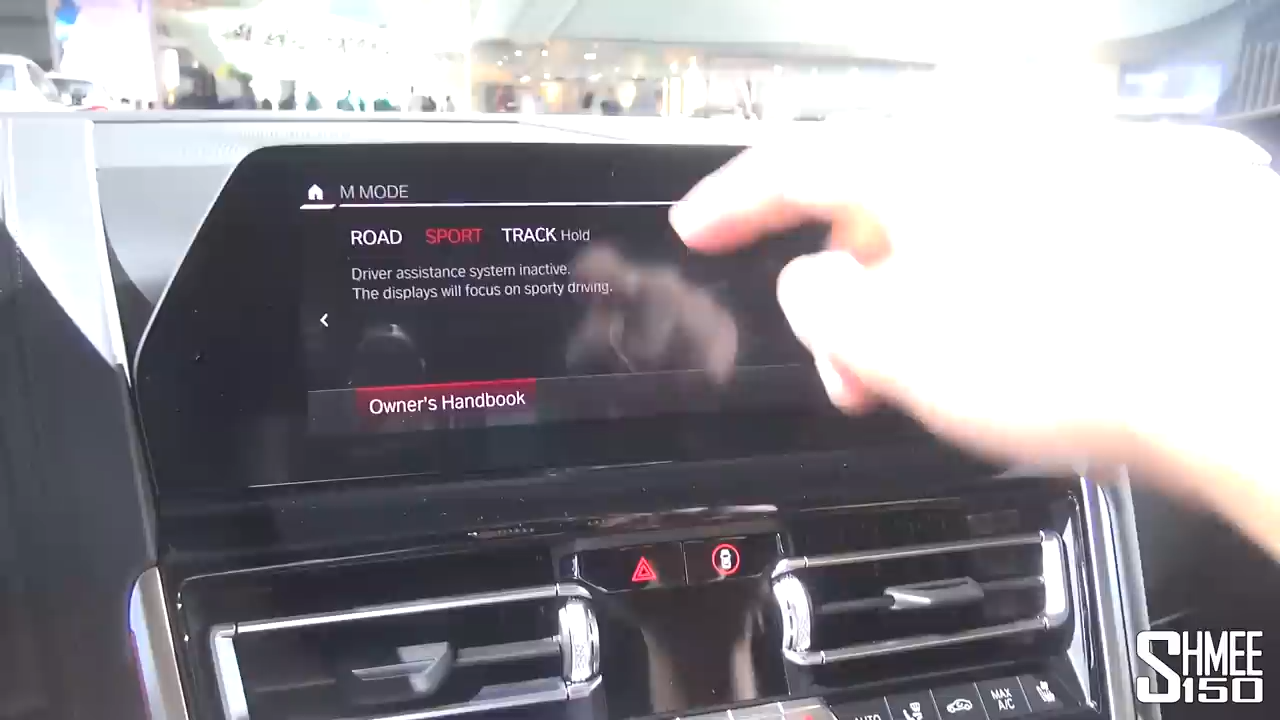 M MODE
ROAD SPORT TRACK Hold
Driver assistance system inactive.
The displays will focus on sporty driving.
Owner's Handbook
MAX
A/C
AUTO
SHMEE
150